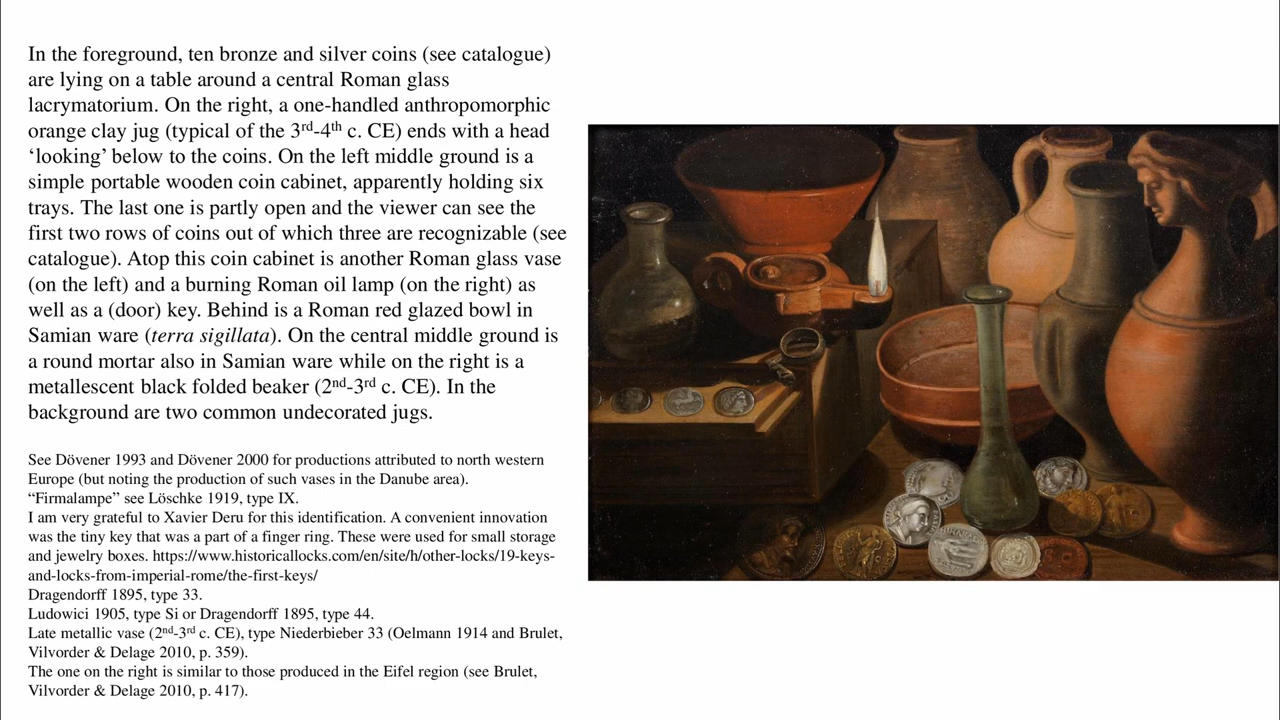 In the foreground, ten bronze and silver coins (see catalogue)
are lying on a table around a central Roman glass
lacrymatorium. On the right, a one-handled anthropomorphic
orange clay jug (typical of the 3rd-4th c. CE) ends with a head
‘looking’ below to the coins. On the left middle ground is a
simple portable wooden coin cabinet, apparently holding six
trays. The last one is partly open and the viewer can see the
first two rows of coins out of which three are recognizable (see
catalogue). Atop this coin cabinet is another Roman glass vase
(on the left) and a burning Roman oil lamp (on the right) as
well as a (door) key. Behind is a Roman red glazed bowl in
Samian ware (terra sigillata). On the central middle ground is
a round mortar also in Samian ware while on the right is a
metallescent black folded beaker (2nd-3rd c. CE). In the
background are two common undecorated jugs.
See Dövener 1993 and Dövener 2000 for productions attributed to north western
Europe (but noting the production of such vases in the Danube area).
“Firmalampe” see Löschke 1919, type IX.
I am very grateful to Xavier Deru for this identification. A convenient innovation
was the tiny key that was a part of a finger ring. These were used for small storage
and jewelry boxes. https://www.historicallocks.com/en/site/h/other-locks/19-keys-
and-locks-from-imperial-rome/the-first-keys/
Dragendorff 1895, type 33.
Ludowici 1905, type Si or Dragendorff 1895, type 44.
Late metallic vase (2nd-3rd c. CE), type Niederbieber 33 (Oelmann 1914 and Brulet,
Vilvorder & Delage 2010, p. 359).
The one on the right is similar to those produced in the Eifel region (see Brulet,
Vilvorder & Delage 2010, p. 417).